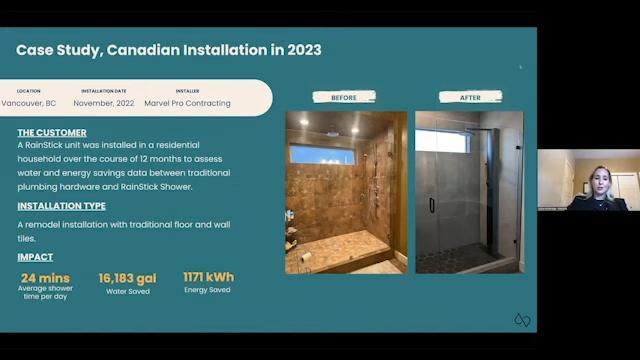 Case Study, Canadian Installation in 2023
LOCATION
Vancouver, BC
INSTALLATION DATE
November, 2022
INSTALLER
Marvel Pro Contracting
THE CUSTOMER
A RainStick unit was installed in a residential
household over the course of 12 months to assess
water and energy savings data between traditional
plumbing hardware and RainStick Shower.
INSTALLATION TYPE
A remodel installation with traditional floor and wall
tiles.
IMPACT
24 mins
Average shower
time per day
16,183 gal
Water Saved
1171 kWh
Energy Saved
BEFORE
AFTER